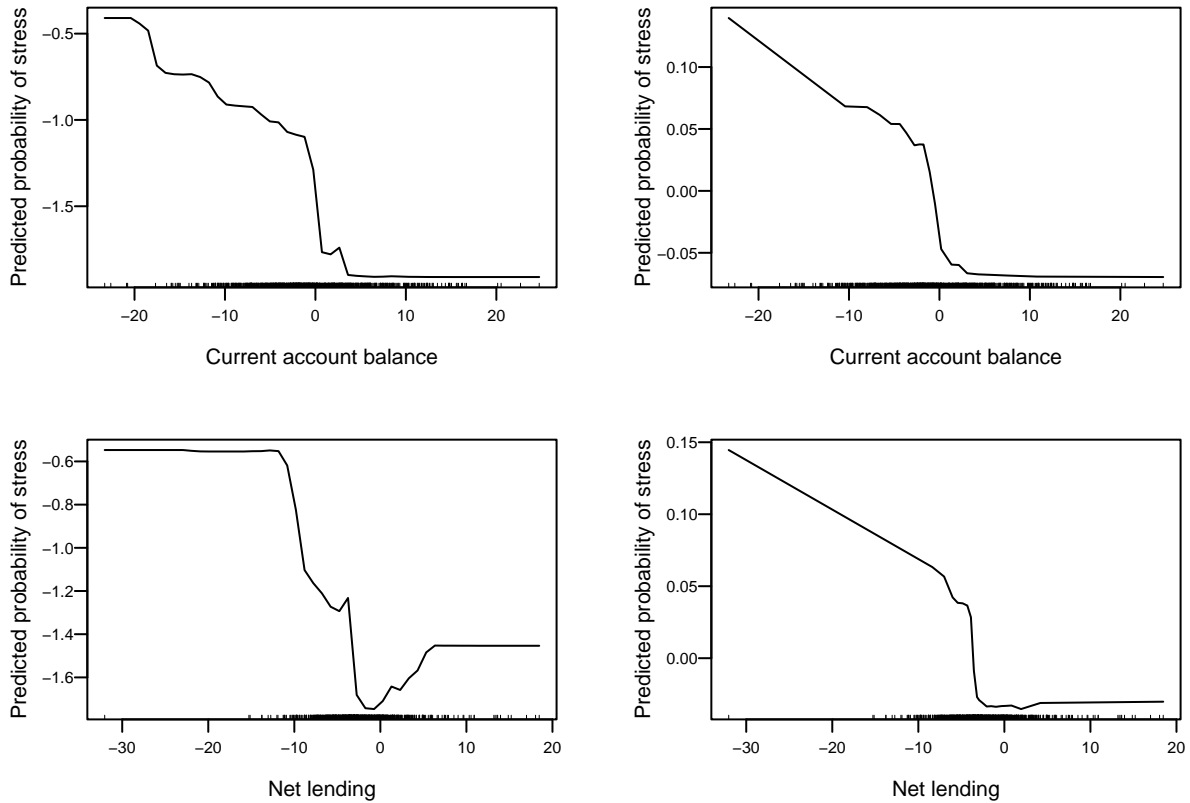 Predicted probability of stress
−0.5
−1.0
−1.5
−20 −10 0 10 20
Current account balance
Predicted probability of stress
0.10
0.05
0.00
−0.05
−20 −10 0 10 20
Current account balance
Predicted probability of stress
−0.6
−0.8
−1.0
−1.2
−1.4
−1.6
−30 −20 −10 0 10 20
Net lending
Predicted probability of stress
0.15
0.10
0.05
0.00
−30 −20 −10 0 10 20
Net lending